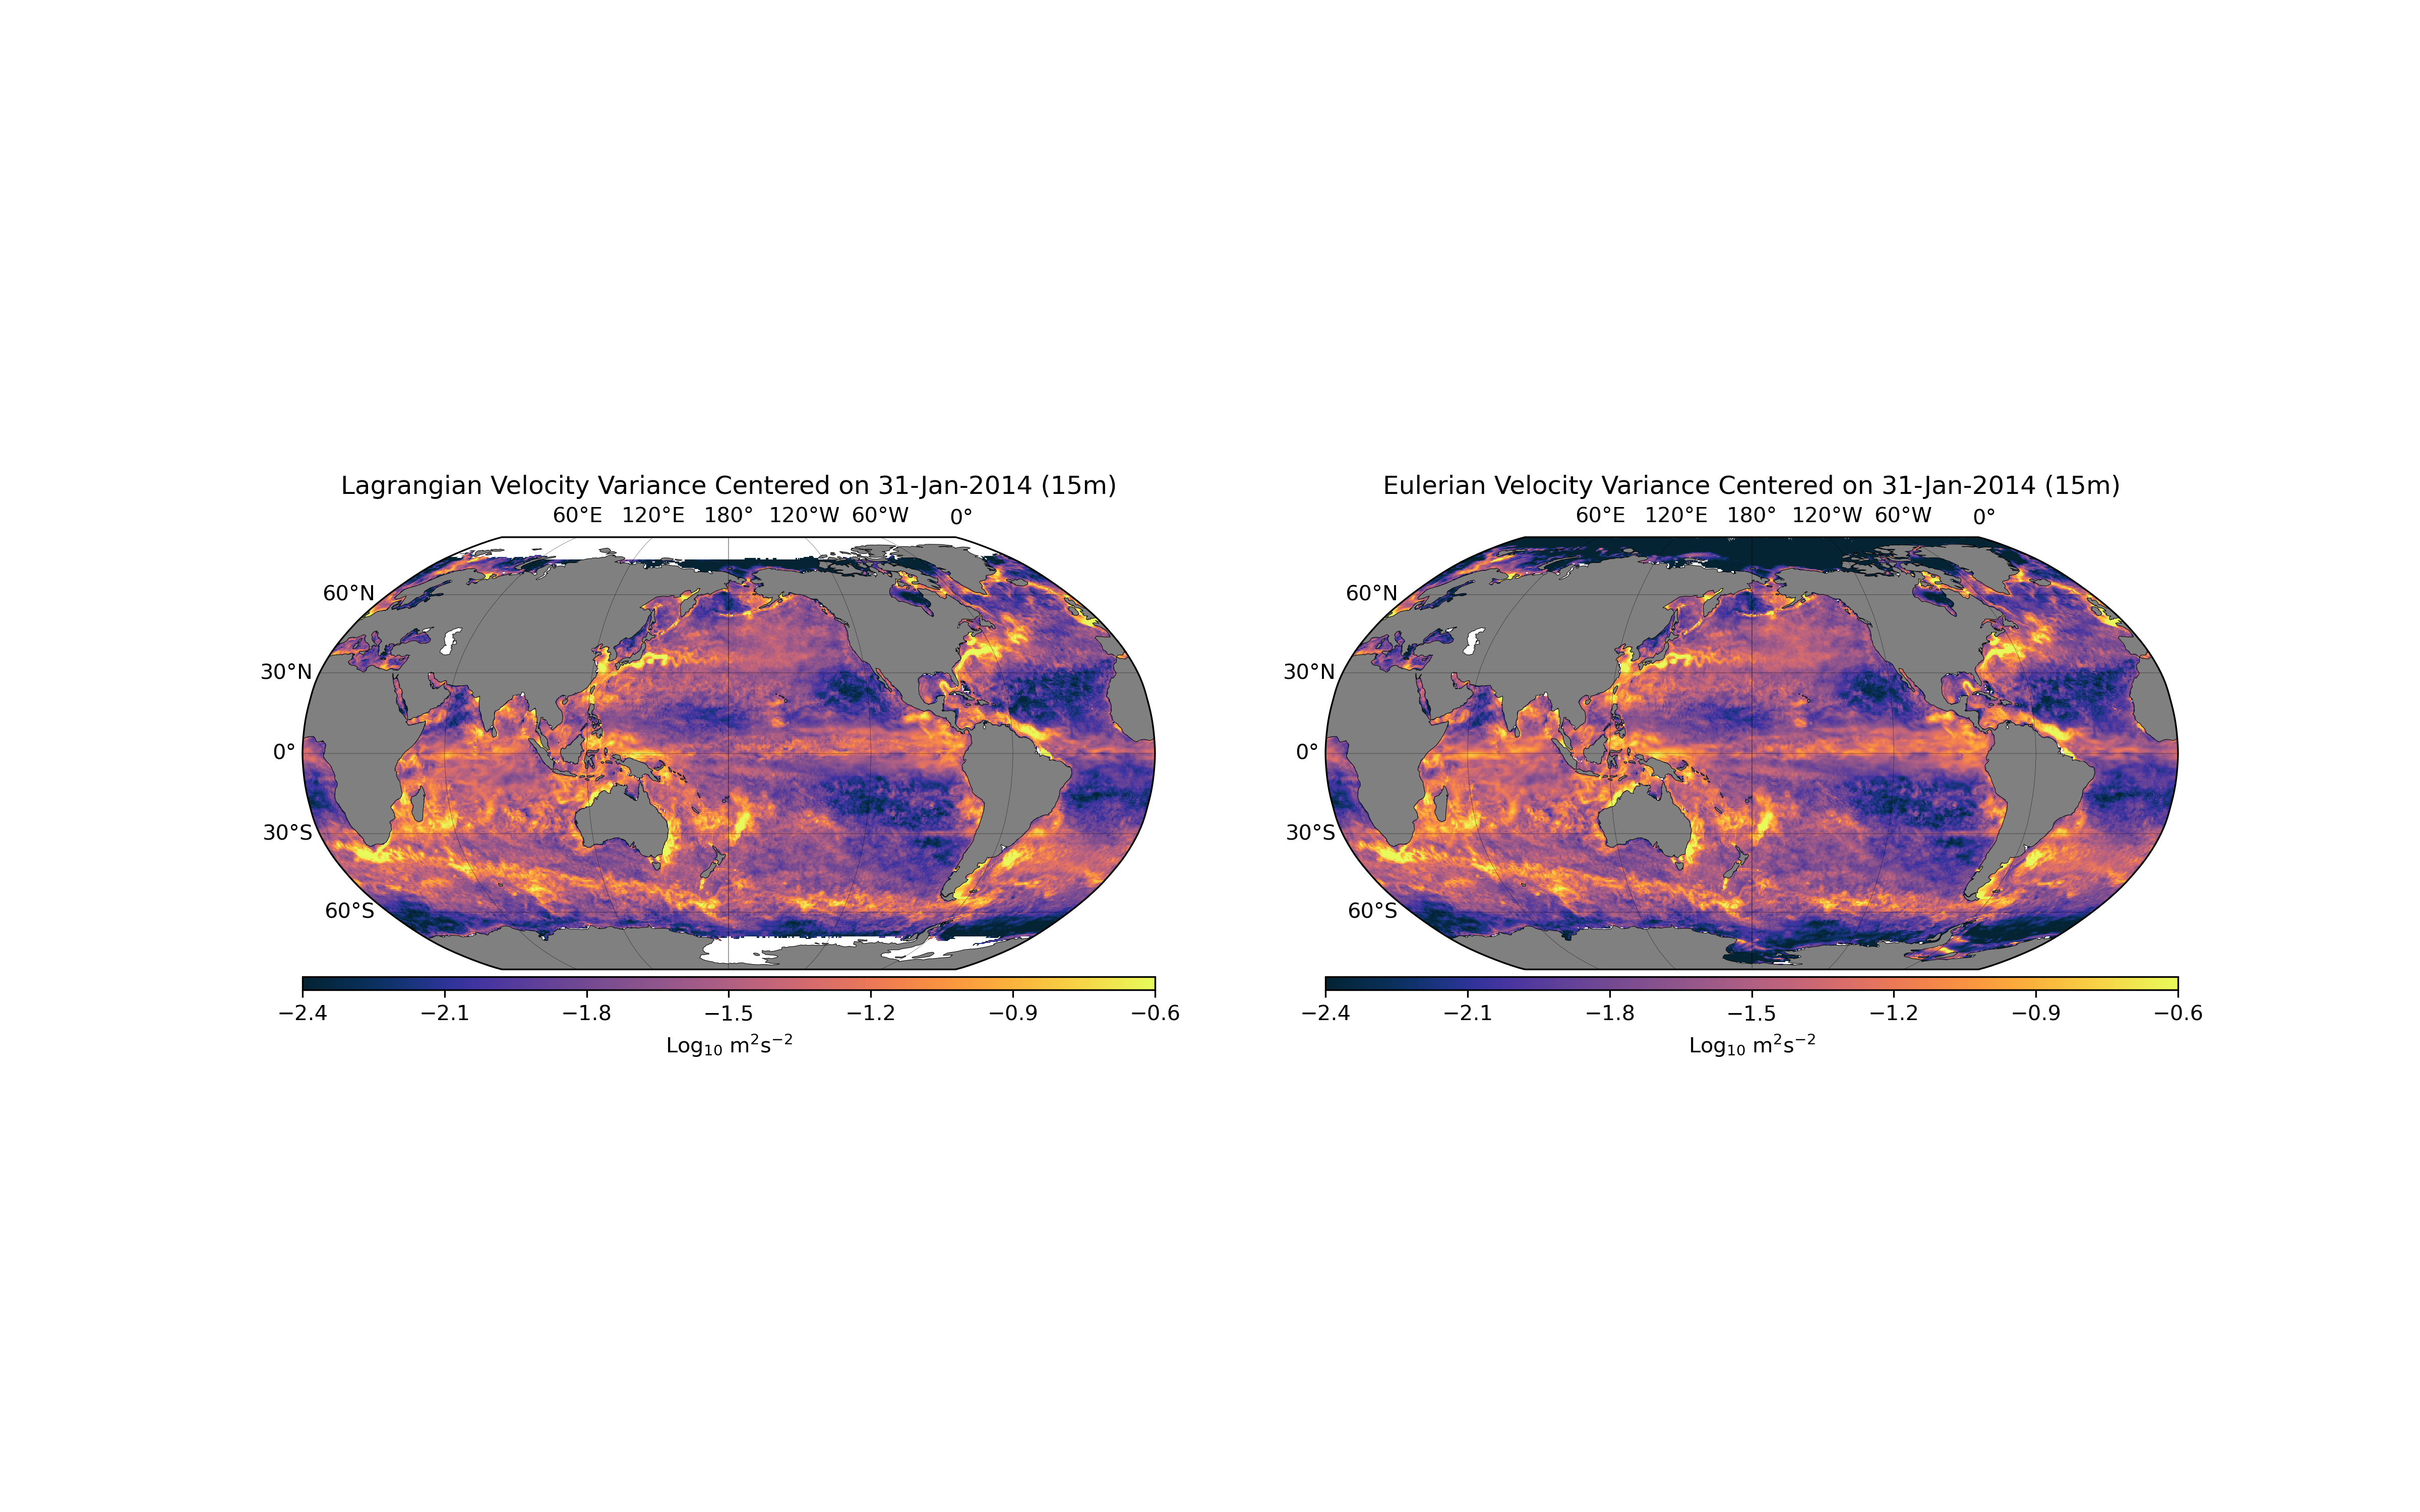 Lagrangian Velocity Variance Centered on 31-Jan-2014 (15m)
60°E 120°E 180° 120°W 60°W 0°
60°N
30°N
0°
30°S
60°S
−2.4 −2.1 −1.8 −1.5 −1.2 −0.9 −0.6
Log₁₀ m²s⁻²
Eulerian Velocity Variance Centered on 31-Jan-2014 (15m)
60°E 120°E 180° 120°W 60°W 0°
60°N
30°N
0°
30°S
60°S
−2.4 −2.1 −1.8 −1.5 −1.2 −0.9 −0.6
Log₁₀ m²s⁻²